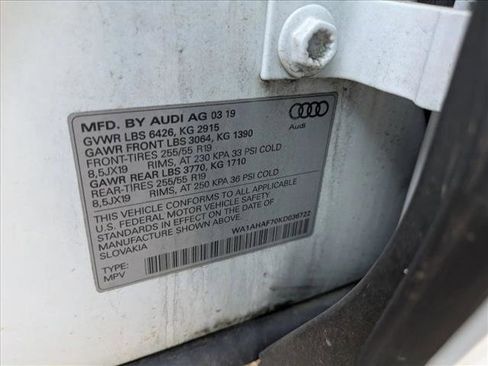 MFD. BY AUDI AG 03 19
GVWR LBS 6426, KG 2915
GAWR FRONT LBS 3064, KG 1390
FRONT-TIRES 255/55 R19
8,5JX19 RIMS, AT 230 KPA 33 PSI COLD
GAWR REAR LBS 3770, KG 1710
REAR-TIRES 255/55 R19
8,5JX19 RIMS, AT 250 KPA 36 PSI COLD
THIS VEHICLE CONFORMS TO ALL APPLICABLE
U.S. FEDERAL MOTOR VEHICLE SAFETY
STANDARDS IN EFFECT ON THE DATE OF
MANUFACTURE SHOWN ABOVE.
SLOVAKIA
WA1AHAF70KD036722
TYPE:
MPV
Audi